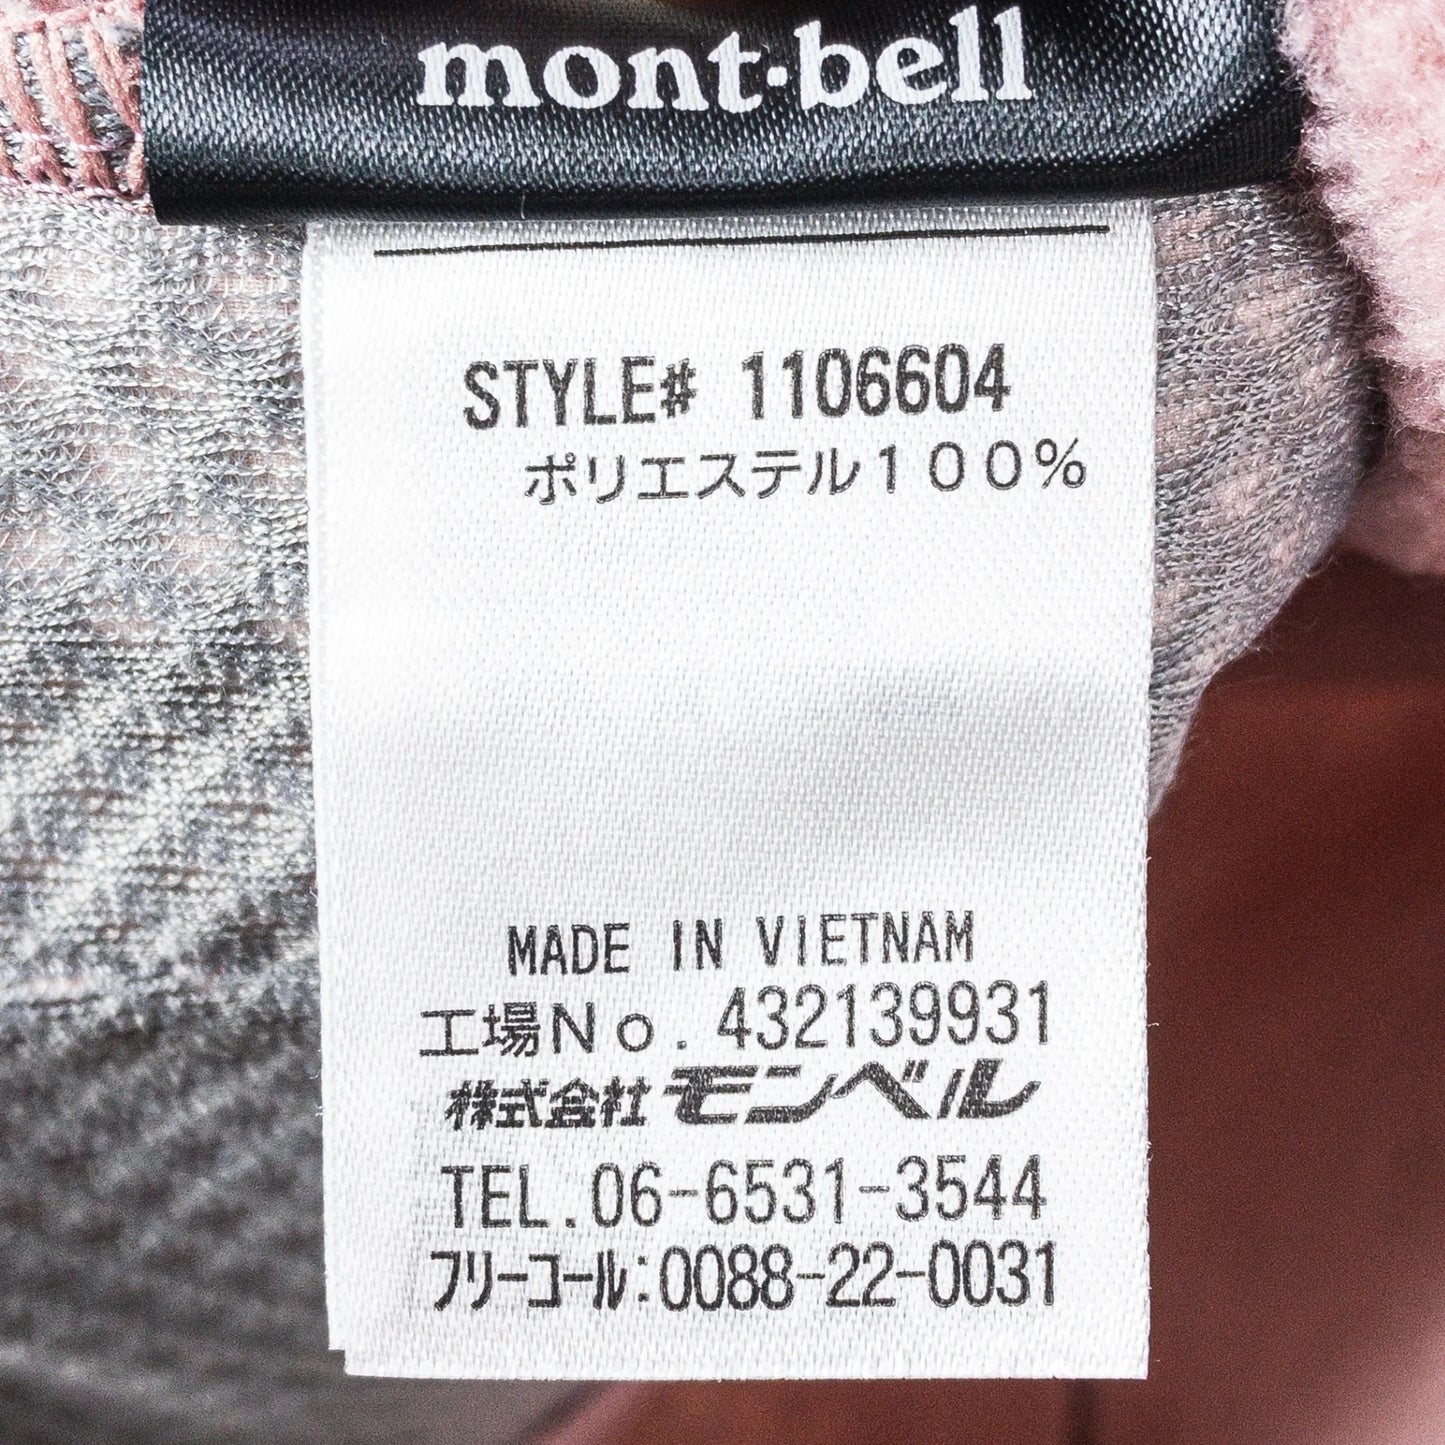 mont·bell
STYLE# 1106604
ポリエステル100%
MADE IN VIETNAM
工場No. 432139931
株式会社モンベル
TEL.06-6531-3544
フリーコール:0088-22-0031